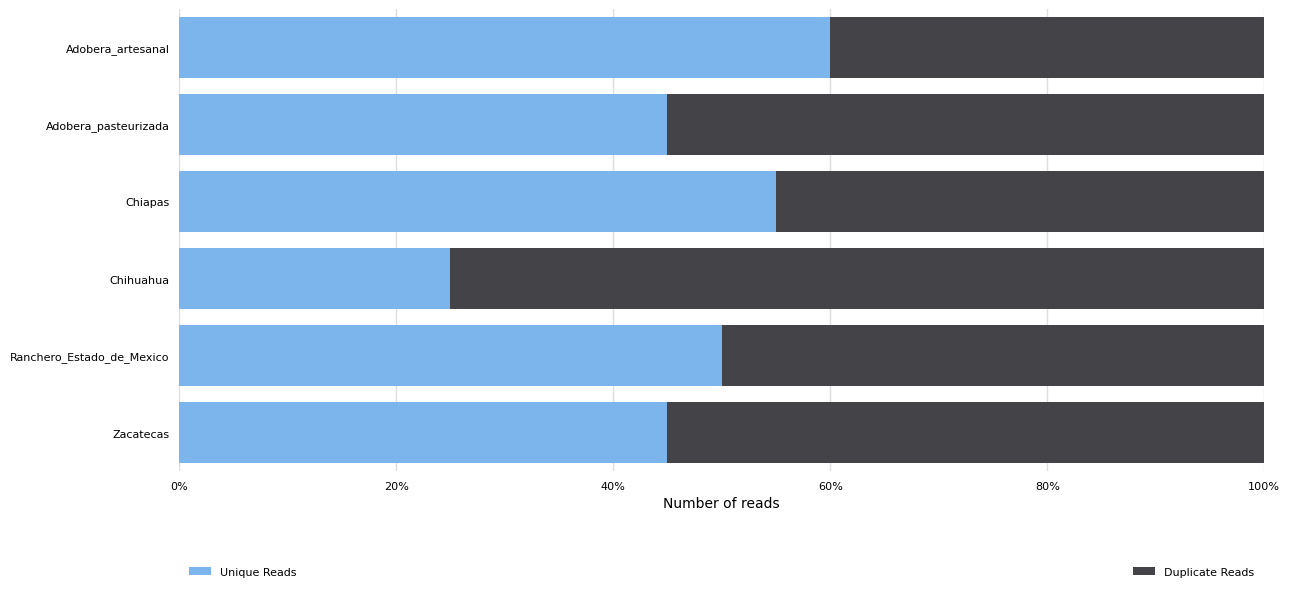 Adobera_artesanal
Adobera_pasteurizada
Chiapas
Chihuahua
Ranchero_Estado_de_Mexico
Zacatecas
0% 20% 40% 60% 80% 100%
Number of reads
Unique Reads Duplicate Reads